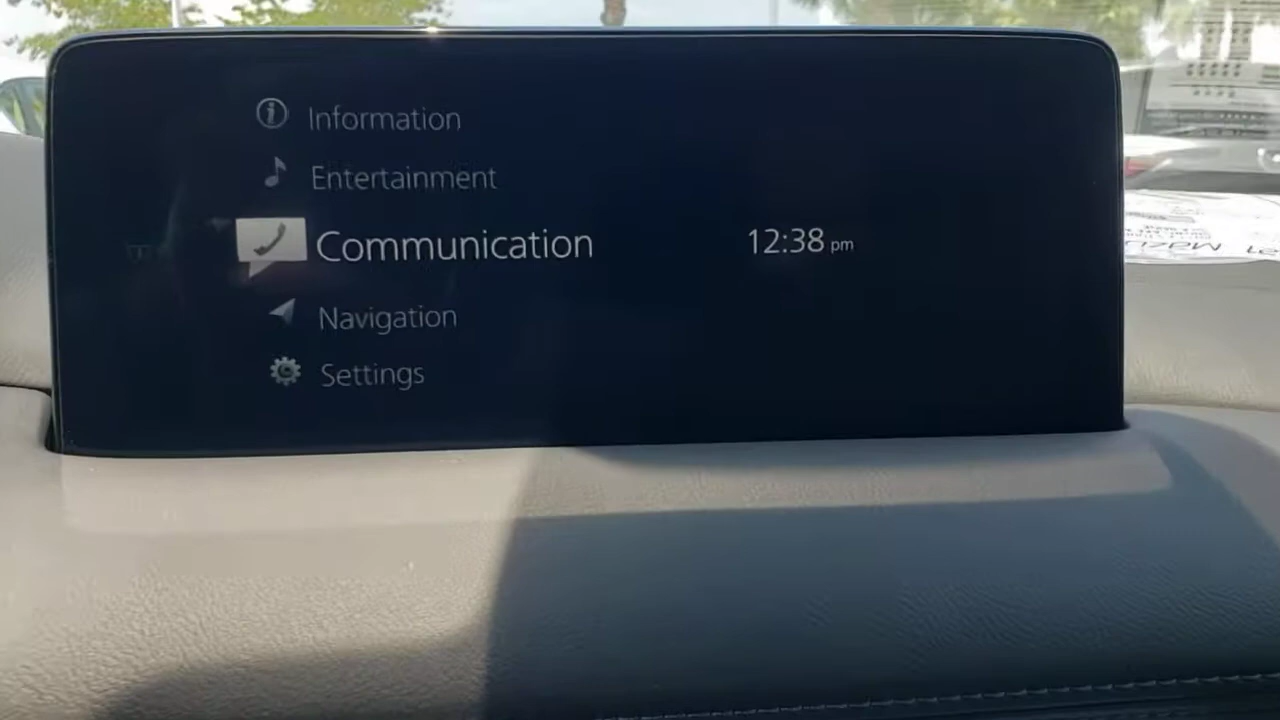 Information
Entertainment
Communication
12:38 pm
Navigation
Settings